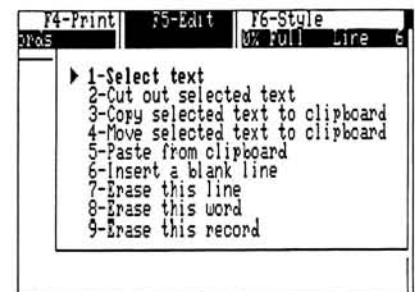 F4-Print F5-Edit F6-Style
0% Full Line 6
1-Select text
2-Cut out selected text
3-Copy selected text to clipboard
4-Move selected text to clipboard
5-Paste from clipboard
6-Insert a blank line
7-Erase this line
8-Erase this word
9-Erase this record